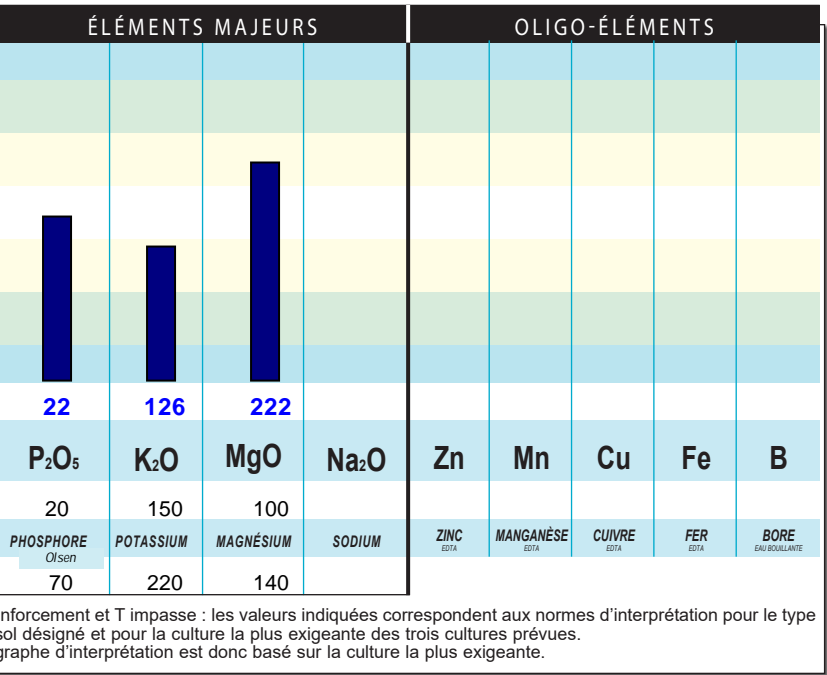 ÉLÉMENTS MAJEURS OLIGO-ÉLÉMENTS
22 126 222
P₂O₅ K₂O MgO Na₂O Zn Mn Cu Fe B
20 150 100
PHOSPHORE POTASSIUM MAGNÉSIUM SODIUM ZINC MANGANÈSE CUIVRE FER BORE
Olsen EDTA EDTA EDTA EDTA EAU BOUILLANTE
70 220 140
nforcement et T impasse : les valeurs indiquées correspondent aux normes d'interprétation pour le type
sol désigné et pour la culture la plus exigeante des trois cultures prévues.
graphe d'interprétation est donc basé sur la culture la plus exigeante.